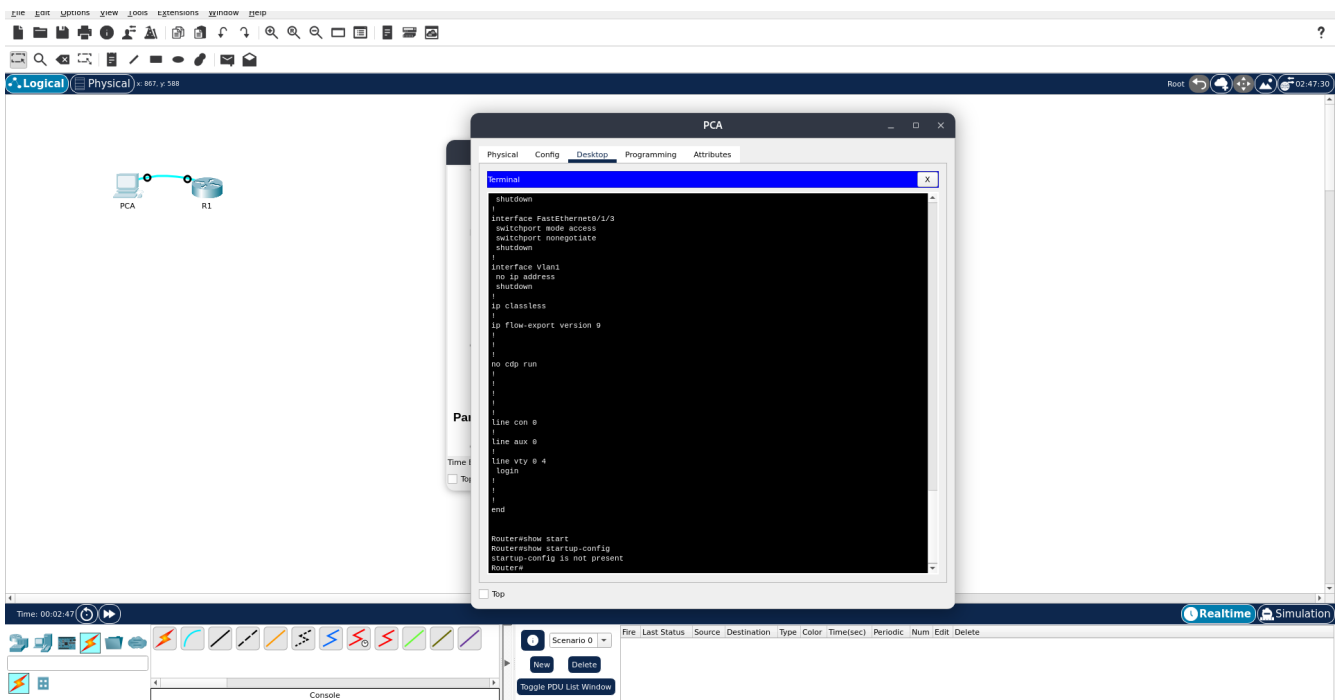 File Edit Options View Tools Extensions Window Help
?
Logical Physical x: 867, y: 588 Root 02:47:30
PCA
Physical Config Desktop Programming Attributes
Terminal X
shutdown
!
interface FastEthernet0/1/3
switchport mode access
switchport nonegotiate
shutdown
!
interface Vlan1
no ip address
shutdown
!
ip classless
!
ip flow-export version 9
!
!
!
no cdp run
!
!
!
!
!
line con 0
!
line aux 0
!
line vty 0 4
login
!
!
!
end
Router#show start
Router#show startup-config
startup-config is not present
Router#
Top
PCA R1
Time: 00:02:47 Realtime Simulation
Scenario 0
New Delete
Toggle PDU List Window
Fire Last Status Source Destination Type Color Time(sec) Periodic Num Edit Delete
Console